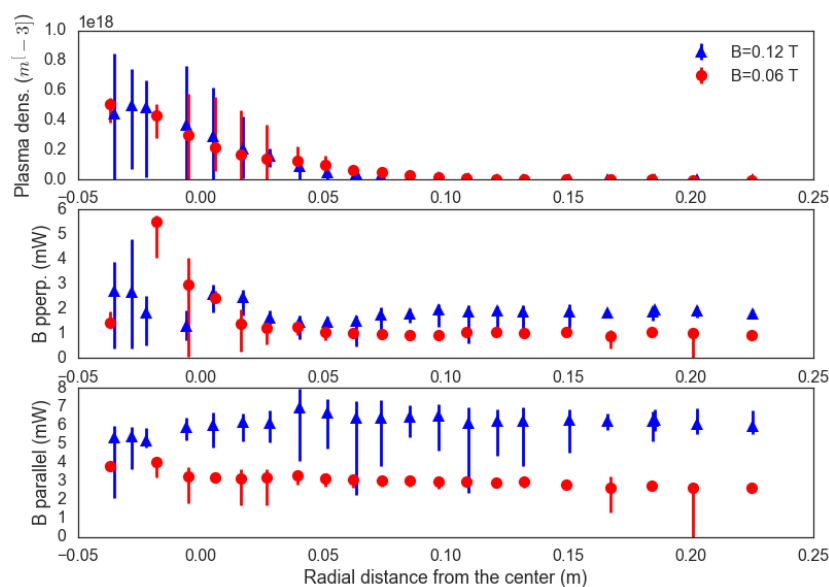 1e18
1.0
0.8
0.6
0.4
0.2
0.0
Plasma dens. (m[−3])
B=0.12 T
B=0.06 T
−0.05 0.00 0.05 0.10 0.15 0.20 0.25
6
5
4
3
2
1
0
B pperp. (mW)
−0.05 0.00 0.05 0.10 0.15 0.20 0.25
8
7
6
5
4
3
2
1
0
B parallel (mW)
−0.05 0.00 0.05 0.10 0.15 0.20 0.25
Radial distance from the center (m)